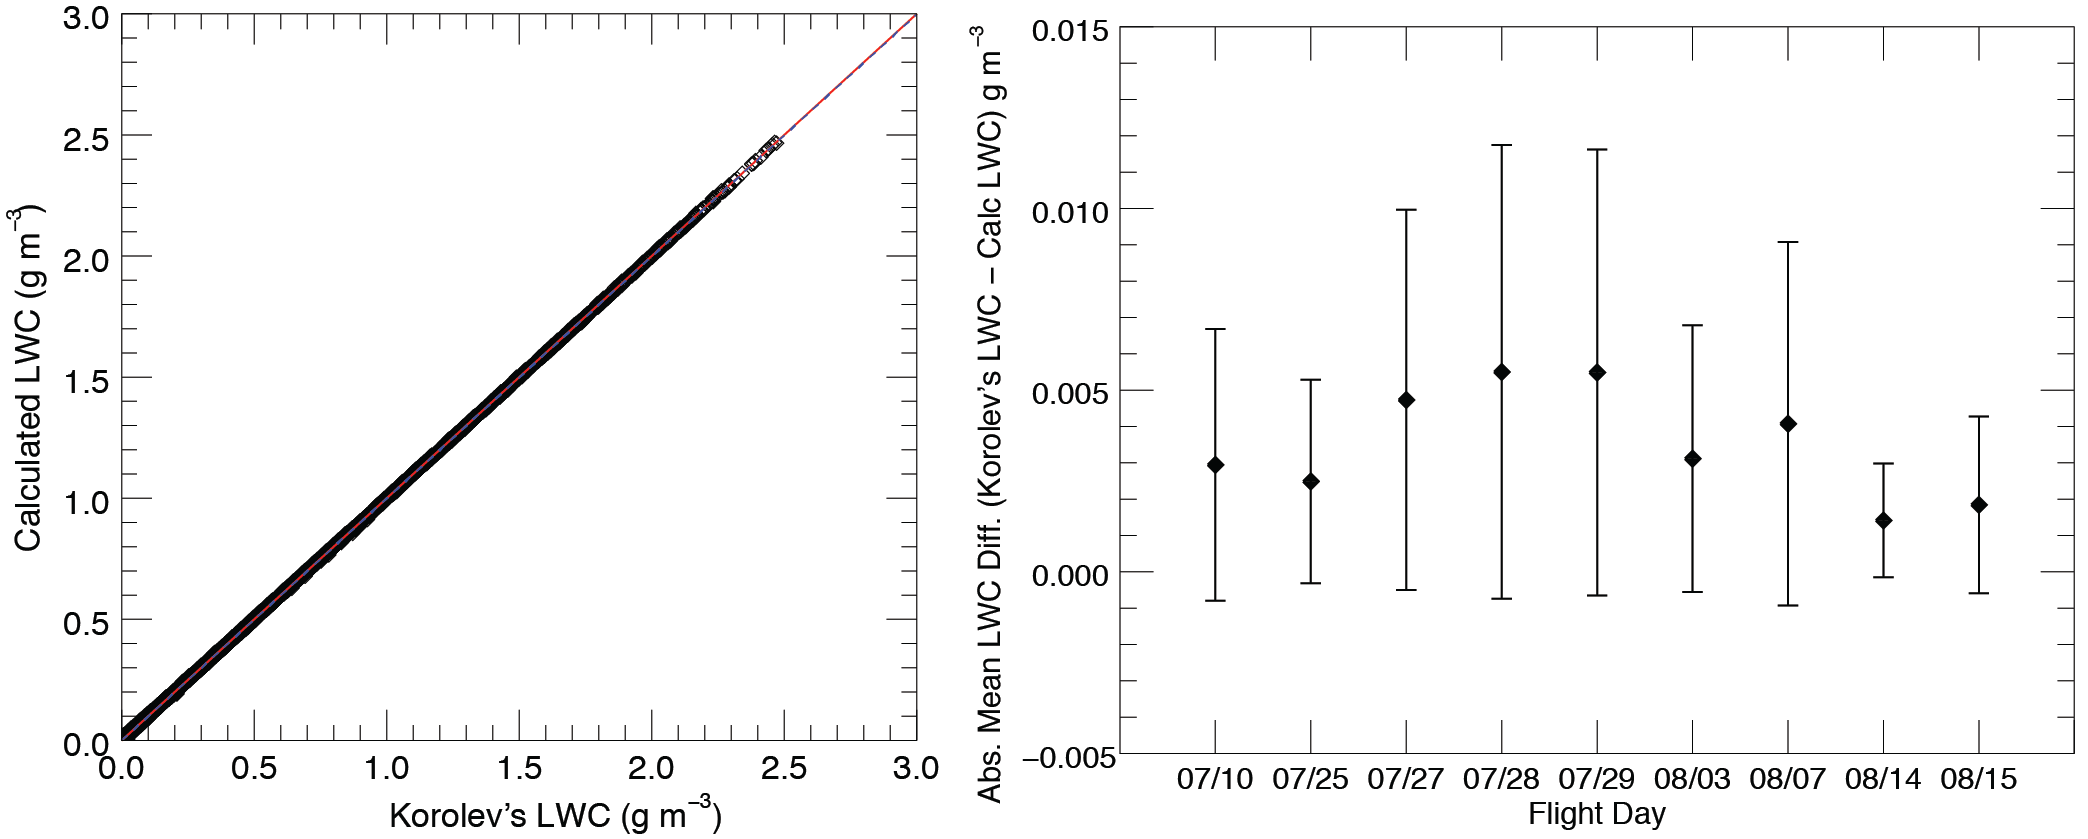 3.0
2.5
2.0
1.5
1.0
0.5
0.0
Calculated LWC (g m⁻³)
0.0 0.5 1.0 1.5 2.0 2.5 3.0
Korolev's LWC (g m⁻³)
0.015
0.010
0.005
0.000
−0.005
Abs. Mean LWC Diff. (Korolev's LWC – Calc LWC) g m⁻³
07/10 07/25 07/27 07/28 07/29 08/03 08/07 08/14 08/15
Flight Day